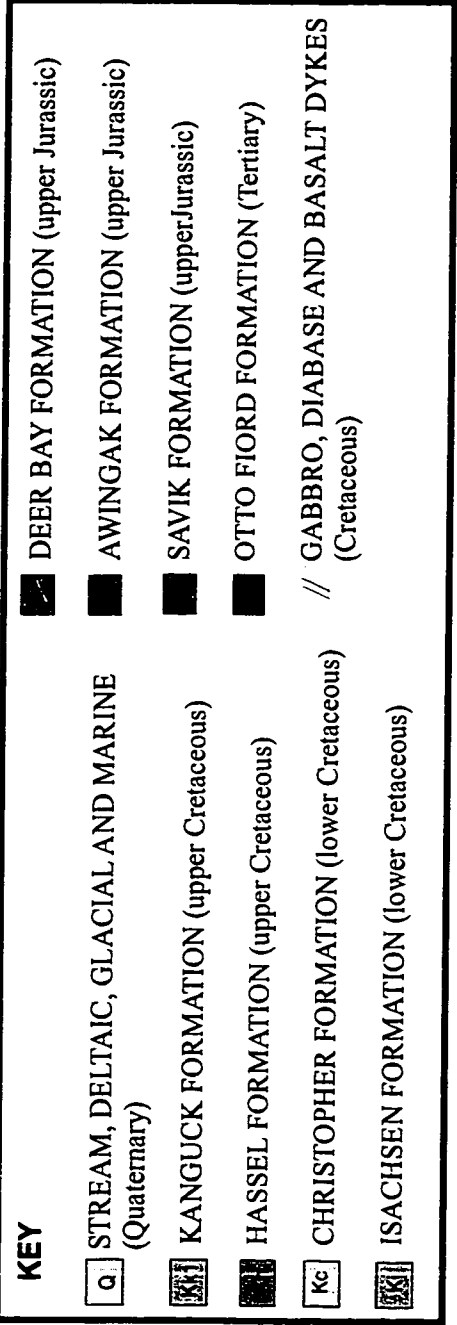 KEY
Q STREAM, DELTAIC, GLACIAL AND MARINE
(Quaternary)
KANGUCK FORMATION (upper Cretaceous)
HASSEL FORMATION (upper Cretaceous)
Kc CHRISTOPHER FORMATION (lower Cretaceous)
ISACHSEN FORMATION (lower Cretaceous)
DEER BAY FORMATION (upper Jurassic)
AWINGAK FORMATION (upper Jurassic)
SAVIK FORMATION (upperJurassic)
OTTO FIORD FORMATION (Tertiary)
// GABBRO, DIABASE AND BASALT DYKES
(Cretaceous)